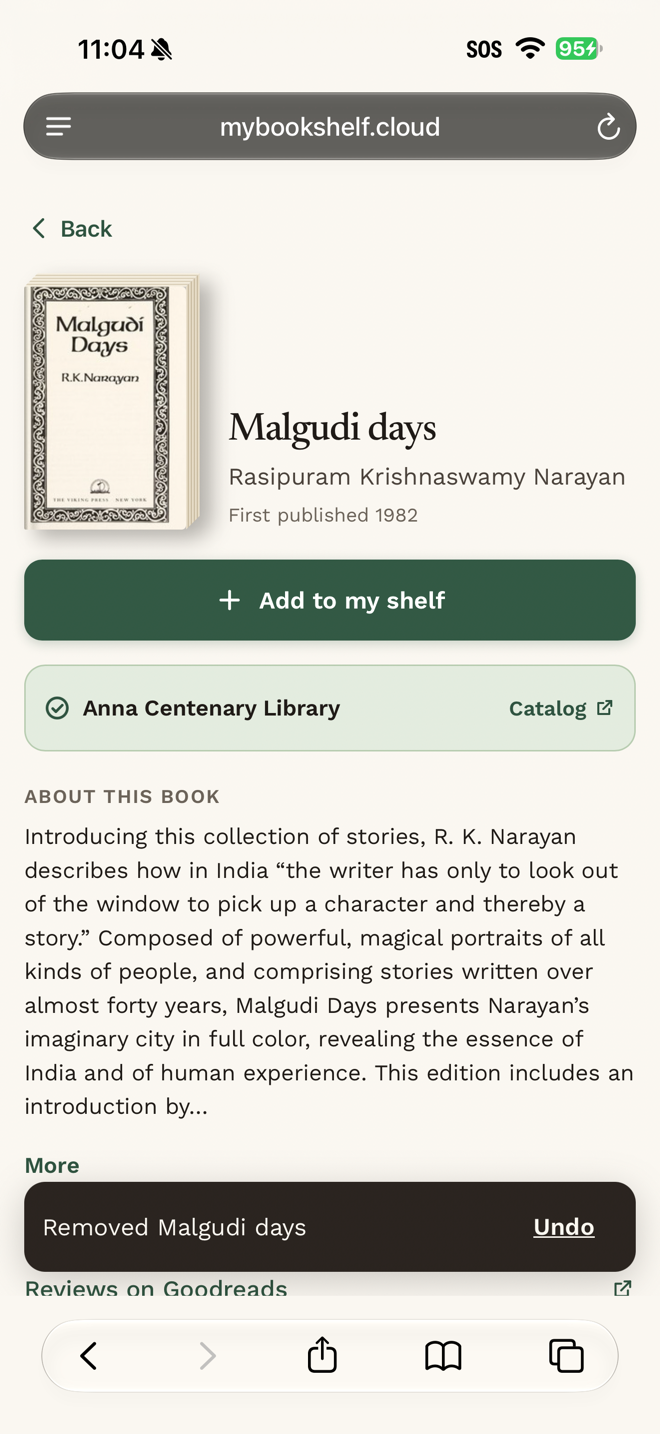 11:04
SOS
95
mybookshelf.cloud
Back
Malgudi
Days
R.K.Narayan
THE VIKING PRESS NEW YORK
Malgudi days
Rasipuram Krishnaswamy Narayan
First published 1982
Add to my shelf
Anna Centenary Library
Catalog
ABOUT THIS BOOK
Introducing this collection of stories, R. K. Narayan
describes how in India “the writer has only to look out
of the window to pick up a character and thereby a
story.” Composed of powerful, magical portraits of all
kinds of people, and comprising stories written over
almost forty years, Malgudi Days presents Narayan’s
imaginary city in full color, revealing the essence of
India and of human experience. This edition includes an
introduction by...
More
Removed Malgudi days
Undo
Reviews on Goodreads